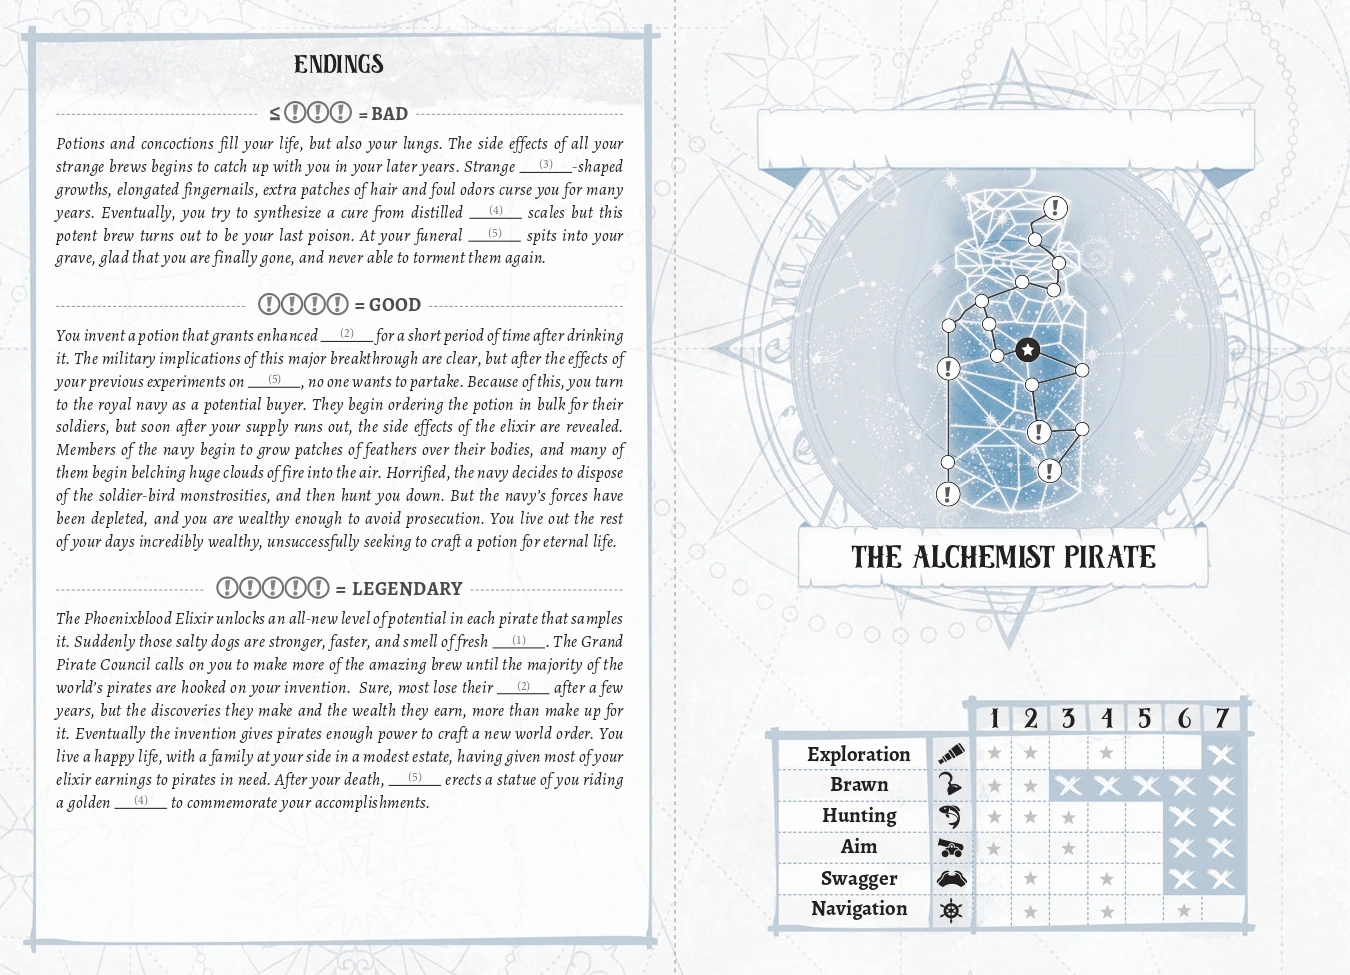 ENDINGS
≤ ! ! ! = BAD
Potions and concoctions fill your life, but also your lungs. The side effects of all your
strange brews begins to catch up with you in your later years. Strange ___(3)___-shaped
growths, elongated fingernails, extra patches of hair and foul odors curse you for many
years. Eventually, you try to synthesize a cure from distilled ___(4)___ scales but this
potent brew turns out to be your last poison. At your funeral ___(5)___ spits into your
grave, glad that you are finally gone, and never able to torment them again.
! ! ! ! = GOOD
You invent a potion that grants enhanced ___(2)___ for a short period of time after drinking
it. The military implications of this major breakthrough are clear, but after the effects of
your previous experiments on ___(5)___, no one wants to partake. Because of this, you turn
to the royal navy as a potential buyer. They begin ordering the potion in bulk for their
soldiers, but soon after your supply runs out, the side effects of the elixir are revealed.
Members of the navy begin to grow patches of feathers over their bodies, and many of
them begin belching huge clouds of fire into the air. Horrified, the navy decides to dispose
of the soldier-bird monstrosities, and then hunt you down. But the navy's forces have
been depleted, and you are wealthy enough to avoid prosecution. You live out the rest
of your days incredibly wealthy, unsuccessfully seeking to craft a potion for eternal life.
! ! ! ! ! = LEGENDARY
The Phoenixblood Elixir unlocks an all-new level of potential in each pirate that samples
it. Suddenly those salty dogs are stronger, faster, and smell of fresh ___(1)___. The Grand
Pirate Council calls on you to make more of the amazing brew until the majority of the
world's pirates are hooked on your invention. Sure, most lose their ___(2)___ after a few
years, but the discoveries they make and the wealth they earn, more than make up for
it. Eventually the invention gives pirates enough power to craft a new world order. You
live a happy life, with a family at your side in a modest estate, having given most of your
elixir earnings to pirates in need. After your death, ___(5)___ erects a statue of you riding
a golden ___(4)___ to commemorate your accomplishments.
!
!
!
!
!
THE ALCHEMIST PIRATE
1 2 3 4 5 6 7
Exploration
Brawn
Hunting
Aim
Swagger
Navigation